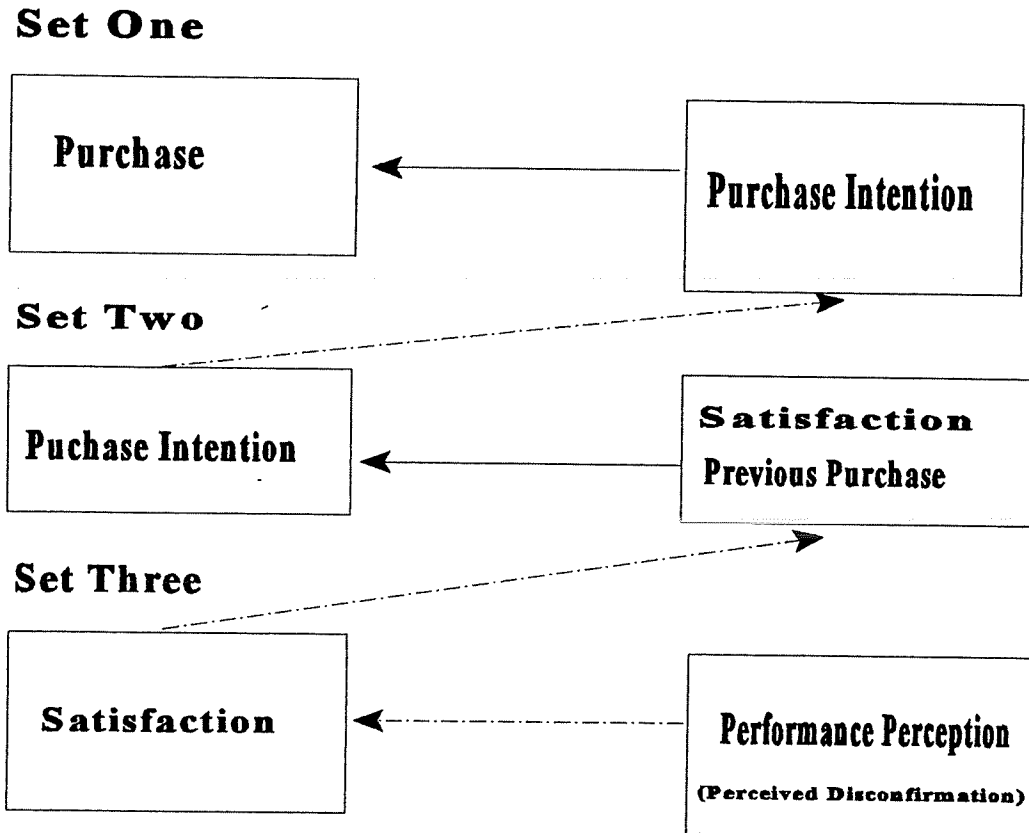 Set One
Purchase
Purchase Intention
Set Two
Puchase Intention
Satisfaction
Previous Purchase
Set Three
Satisfaction
Performance Perception
(Perceived Disconfirmation)